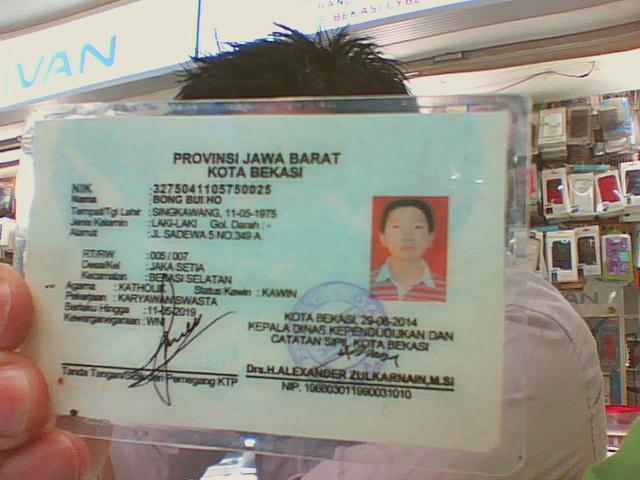 IVAN
BEKASI CYBE
PROVINSI JAWA BARAT
KOTA BEKASI
NIK : 3275041105750025
Nama : BONG BUI HO
Tempat/Tgl Lahir : SINGKAWANG, 11-05-1975
Jenis Kelamin : LAKI-LAKI Gol. Darah : -
Alamat : JL SADEWA 5 NO.349 A
RT/RW : 005 / 007
Desa/Kel : JAKA SETIA
Kecamatan : BEKASI SELATAN
Agama : KATHOLIK Status Kawin : KAWIN
Pekerjaan : KARYAWAN SWASTA
Berlaku Hingga : 11-05-2019
Kewarganegaraan : WNI
KOTA BEKASI, 29-08-2014
KEPALA DINAS KEPENDUDUKAN DAN
CATATAN SIPIL KOTA BEKASI
Tanda Tangan/ Pemegang KTP
Drs.H.ALEXANDER ZULKARNAIN,M.SI
NIP. 196803011990031010
VAN